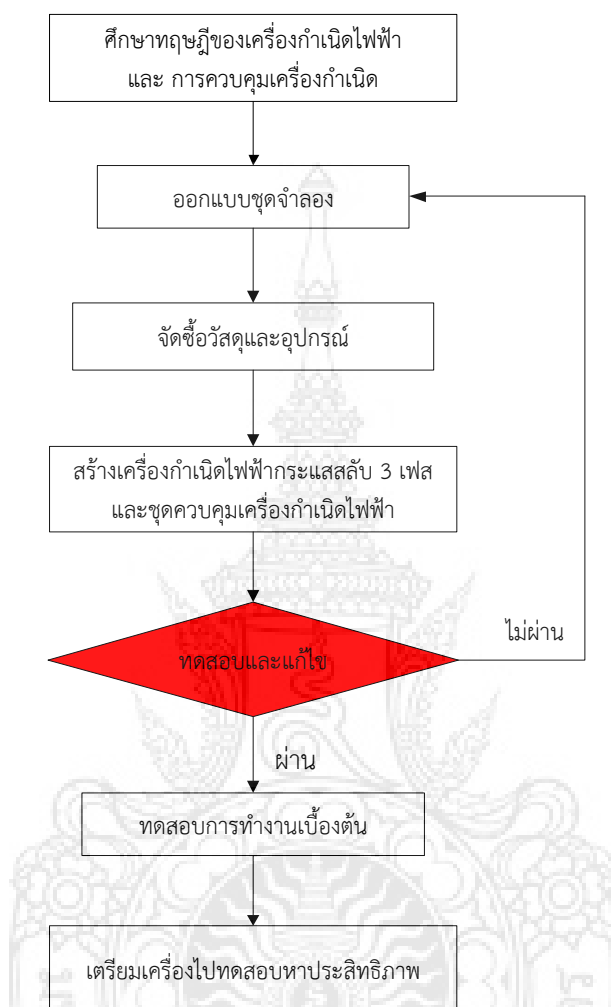 ศึกษาทฤษฎีของเครื่องกำเนิดไฟฟ้า
และ การควบคุมเครื่องกำเนิด
ออกแบบชุดจำลอง
จัดซื้อวัสดุและอุปกรณ์
สร้างเครื่องกำเนิดไฟฟ้ากระแสสลับ 3 เฟส
และชุดควบคุมเครื่องกำเนิดไฟฟ้า
ทดสอบและแก้ไข
ไม่ผ่าน
ผ่าน
ทดสอบการทำงานเบื้องต้น
เตรียมเครื่องไปทดสอบหาประสิทธิภาพ